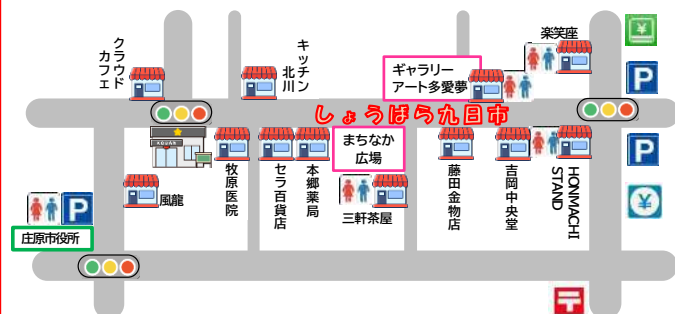 クラウド
カフェ
キッチン
北川
ギャラリー
アート多愛夢
楽笑座
¥
P
しょうばら九日市
KOBAN
牧原医院
セラ百貨店
本郷薬局
まちなか
広場
藤田金物店
吉岡中央堂
HONMACHI
STAND
P
風龍
三軒茶屋
P
¥
庄原市役所
〒